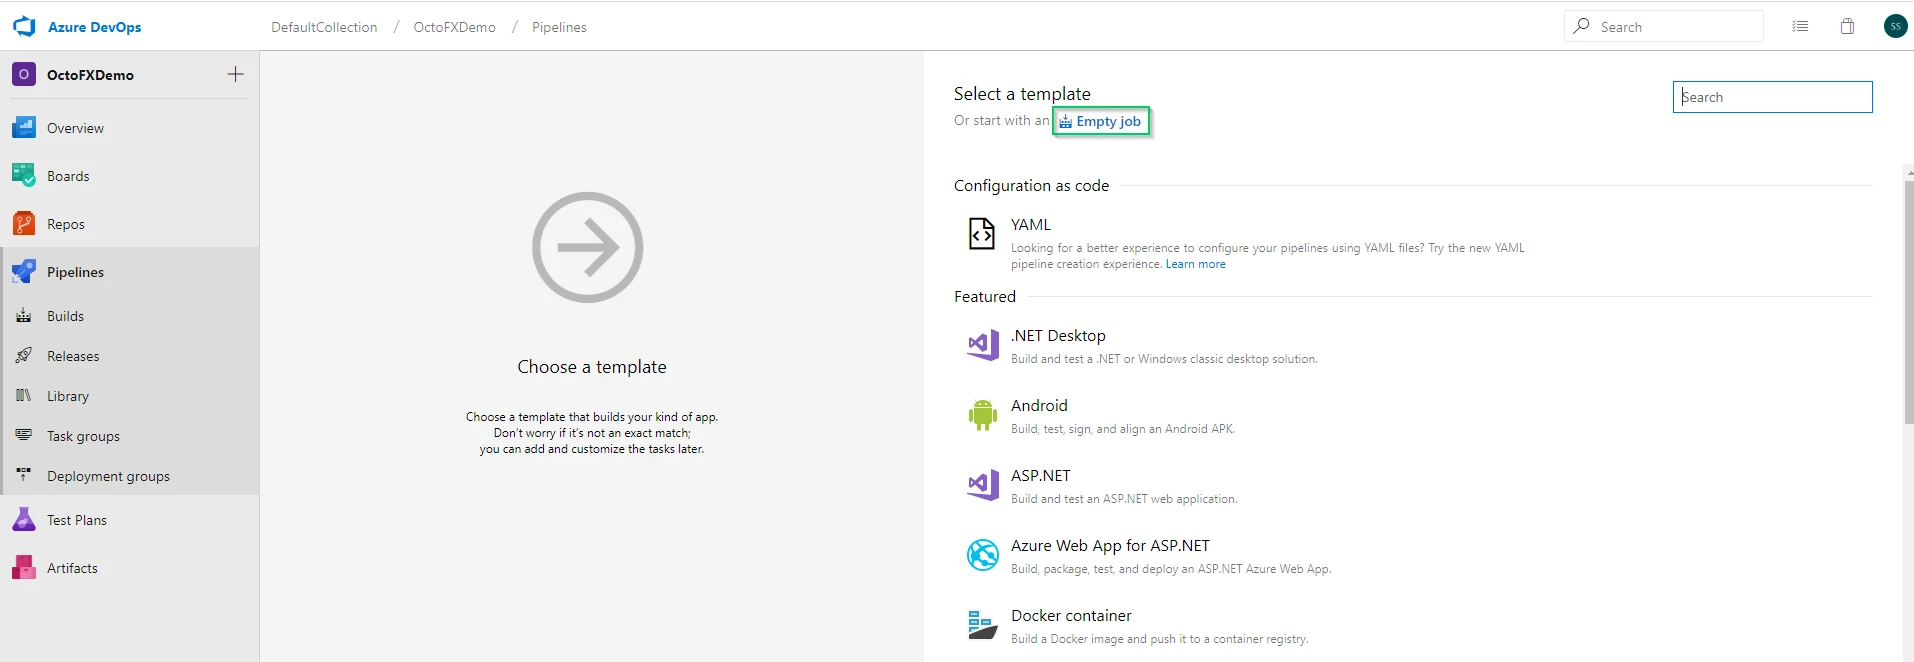 Azure DevOps
DefaultCollection / OctoFXDemo / Pipelines
Search
SS
O OctoFXDemo
Overview
Boards
Repos
Pipelines
Builds
Releases
Library
Task groups
Deployment groups
Test Plans
Artifacts
Choose a template
Choose a template that builds your kind of app.
Don't worry if it's not an exact match;
you can add and customize the tasks later.
Select a template
Or start with an Empty job
Search
Configuration as code
YAML
Looking for a better experience to configure your pipelines using YAML files? Try the new YAML
pipeline creation experience. Learn more
Featured
.NET Desktop
Build and test a .NET or Windows classic desktop solution.
Android
Build, test, sign, and align an Android APK.
ASP.NET
Build and test an ASP.NET web application.
Azure Web App for ASP.NET
Build, package, test, and deploy an ASP.NET Azure Web App.
Docker container
Build a Docker image and push it to a container registry.